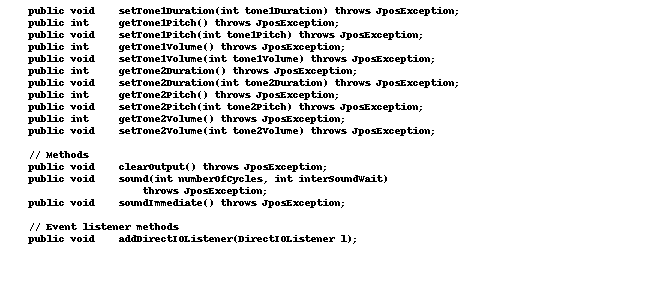 public void    setTone1Duration(int tone1Duration) throws JposException;
public int     getTone1Pitch() throws JposException;
public void    setTone1Pitch(int tone1Pitch) throws JposException;
public int     getTone1Volume() throws JposException;
public void    setTone1Volume(int tone1Volume) throws JposException;
public int     getTone2Duration() throws JposException;
public void    setTone2Duration(int tone2Duration) throws JposException;
public int     getTone2Pitch() throws JposException;
public void    setTone2Pitch(int tone2Pitch) throws JposException;
public int     getTone2Volume() throws JposException;
public void    setTone2Volume(int tone2Volume) throws JposException;
// Methods
public void    clearOutput() throws JposException;
public void    sound(int numberOfCycles, int interSoundWait)
                   throws JposException;
public void    soundImmediate() throws JposException;
// Event listener methods
public void    addDirectIOListener(DirectIOListener l);